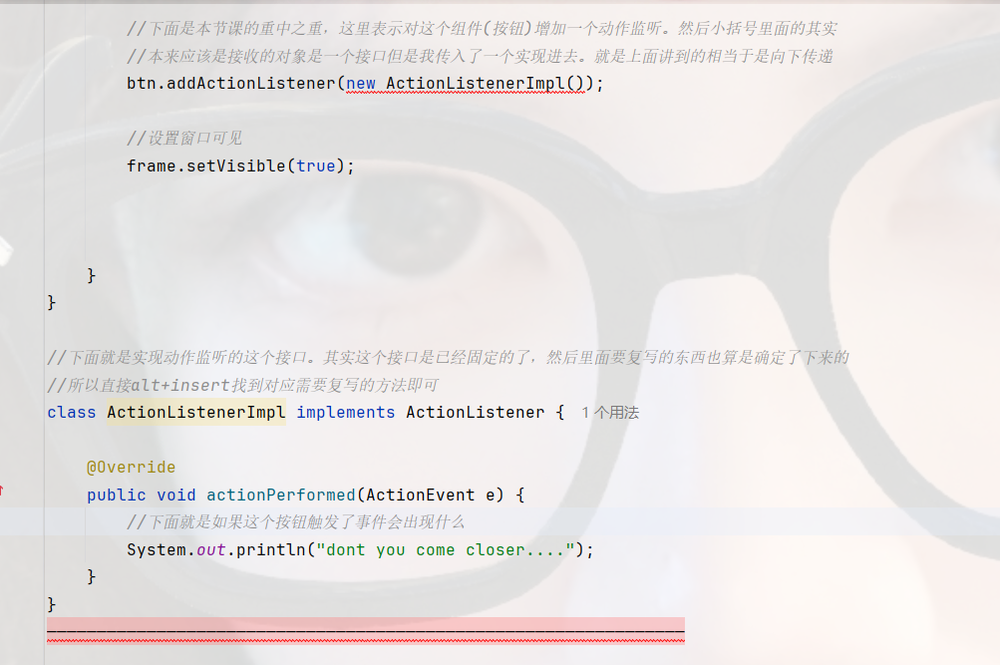 //下面是本节课的重中之重，这里表示对这个组件(按钮)增加一个动作监听。然后小括号里面的其实
//本来应该是接收的对象是一个接口但是我传入了一个实现进去。就是上面讲到的相当于是向下传递
btn.addActionListener(new ActionListenerImpl());
//设置窗口可见
frame.setVisible(true);
}
}
//下面就是实现动作监听的这个接口。其实这个接口是已经固定的了，然后里面要复写的东西也算是确定了下来的
//所以直接alt+insert找到对应需要复写的方法即可
class ActionListenerImpl implements ActionListener { 1 个用法
@Override
public void actionPerformed(ActionEvent e) {
//下面就是如果这个按钮触发了事件会出现什么
System.out.println("dont you come closer....");
}
}
————————————————————————————————